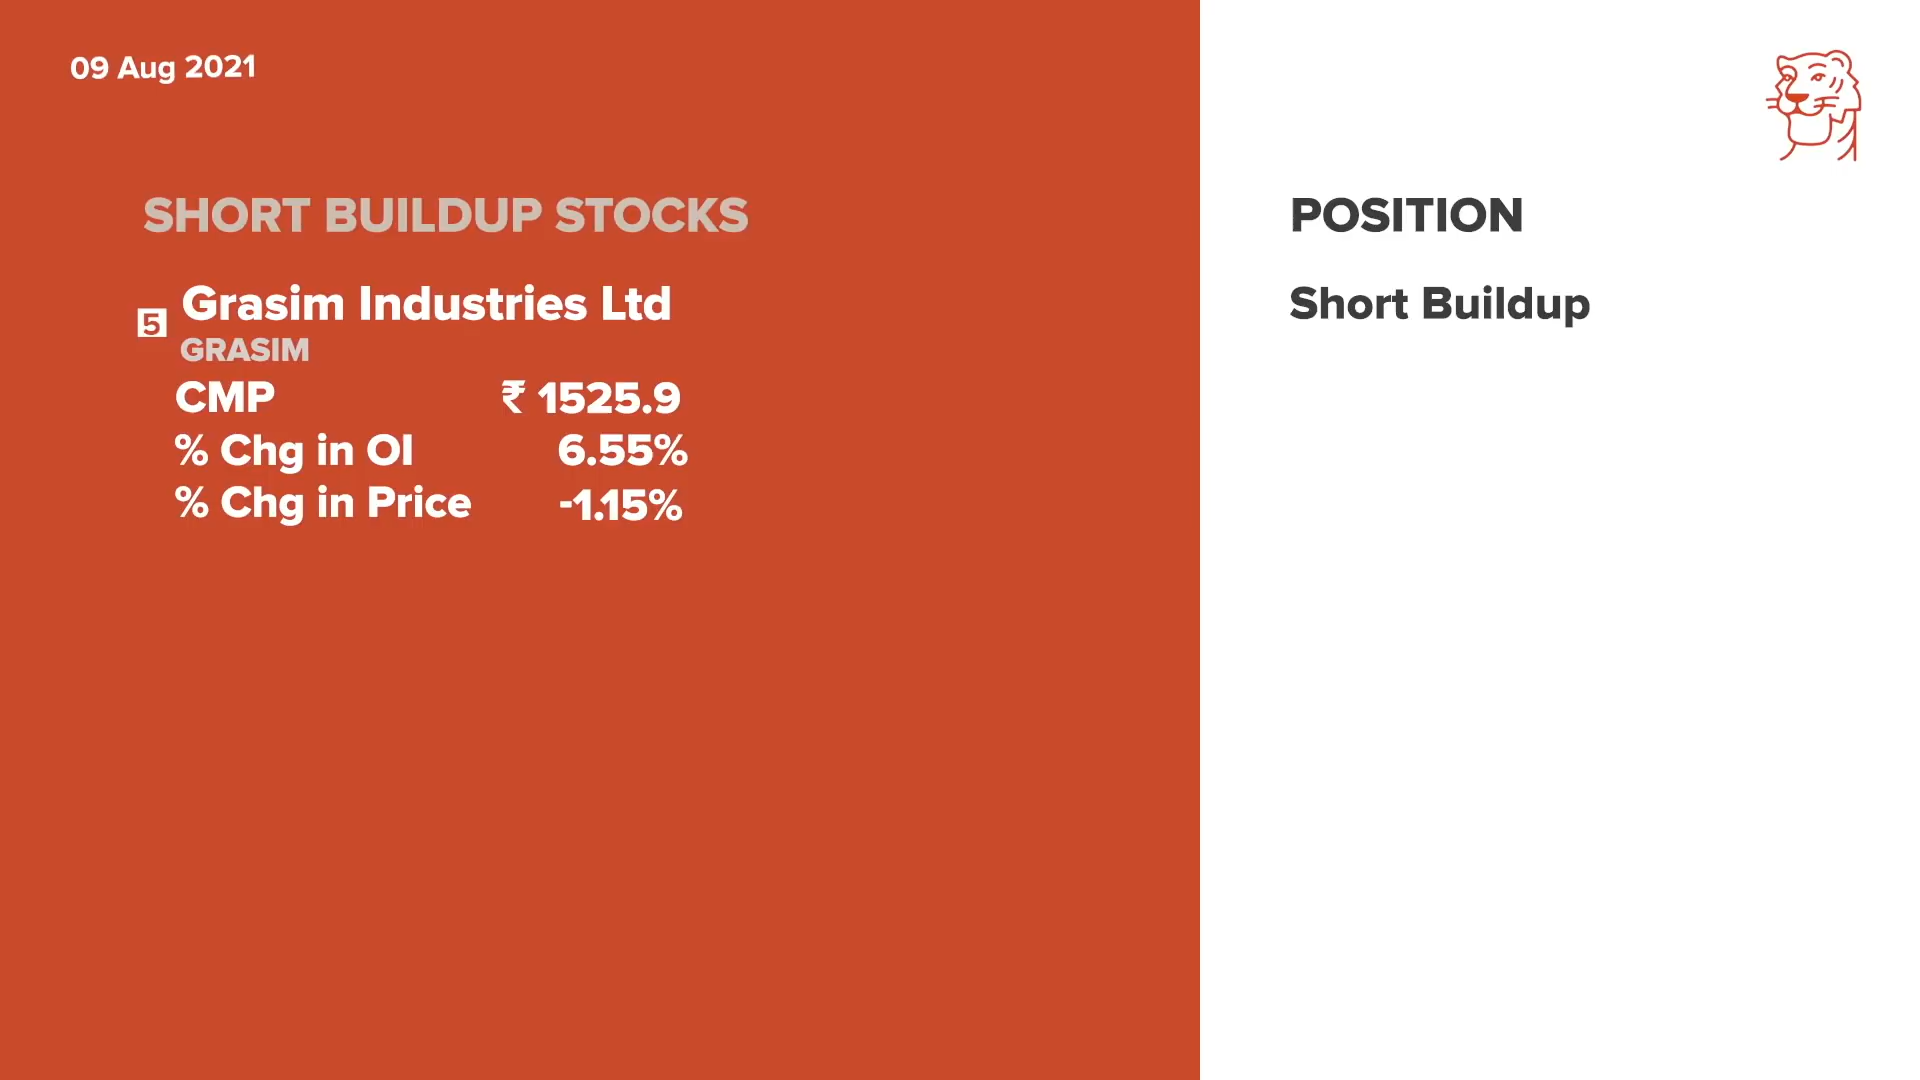 09 Aug 2021
SHORT BUILDUP STOCKS
5 Grasim Industries Ltd
GRASIM
CMP ₹ 1525.9
% Chg in OI 6.55%
% Chg in Price -1.15%
POSITION
Short Buildup